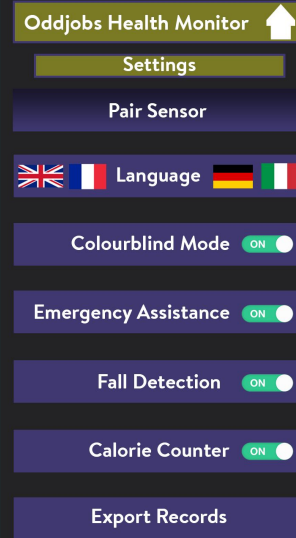 Oddjobs Health Monitor
Settings
Pair Sensor
Language
Colourblind Mode ON
Emergency Assistance ON
Fall Detection ON
Calorie Counter ON
Export Records